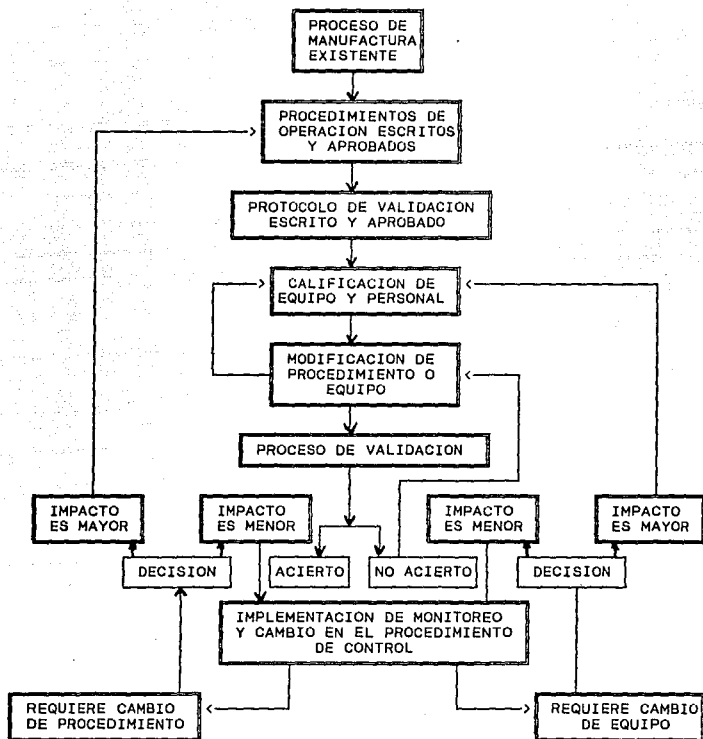 PROCESO DE
MANUFACTURA
EXISTENTE
PROCEDIMIENTOS DE
OPERACION ESCRITOS
Y APROBADOS
PROTOCOLO DE VALIDACION
ESCRITO Y APROBADO
CALIFICACION DE
EQUIPO Y PERSONAL
MODIFICACION DE
PROCEDIMIENTO O
EQUIPO
PROCESO DE VALIDACION
IMPACTO
ES MAYOR
IMPACTO
ES MENOR
IMPACTO
ES MENOR
IMPACTO
ES MAYOR
DECISION
ACIERTO
NO ACIERTO
DECISION
IMPLEMENTACION DE MONITOREO
Y CAMBIO EN EL PROCEDIMIENTO
DE CONTROL
REQUIERE CAMBIO
DE PROCEDIMIENTO
REQUIERE CAMBIO
DE EQUIPO